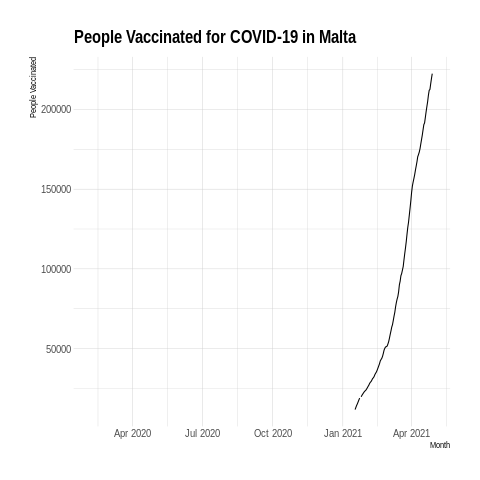 People Vaccinated for COVID-19 in Malta
People Vaccinated
200000
150000
100000
50000
Apr 2020 Jul 2020 Oct 2020 Jan 2021 Apr 2021
Month